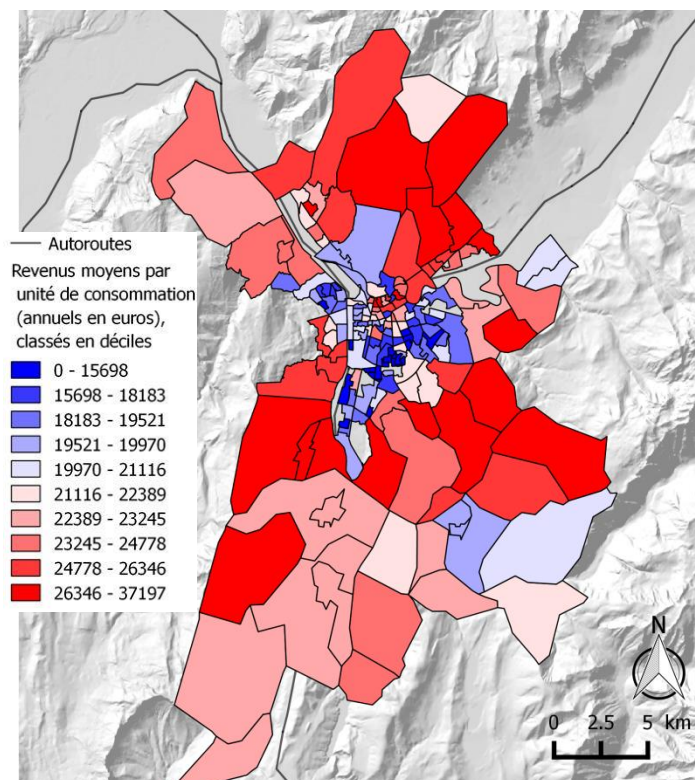 Autoroutes
Revenus moyens par
unité de consommation
(annuels en euros),
classés en déciles
0 - 15698
15698 - 18183
18183 - 19521
19521 - 19970
19970 - 21116
21116 - 22389
22389 - 23245
23245 - 24778
24778 - 26346
26346 - 37197
N
0 2.5 5 km